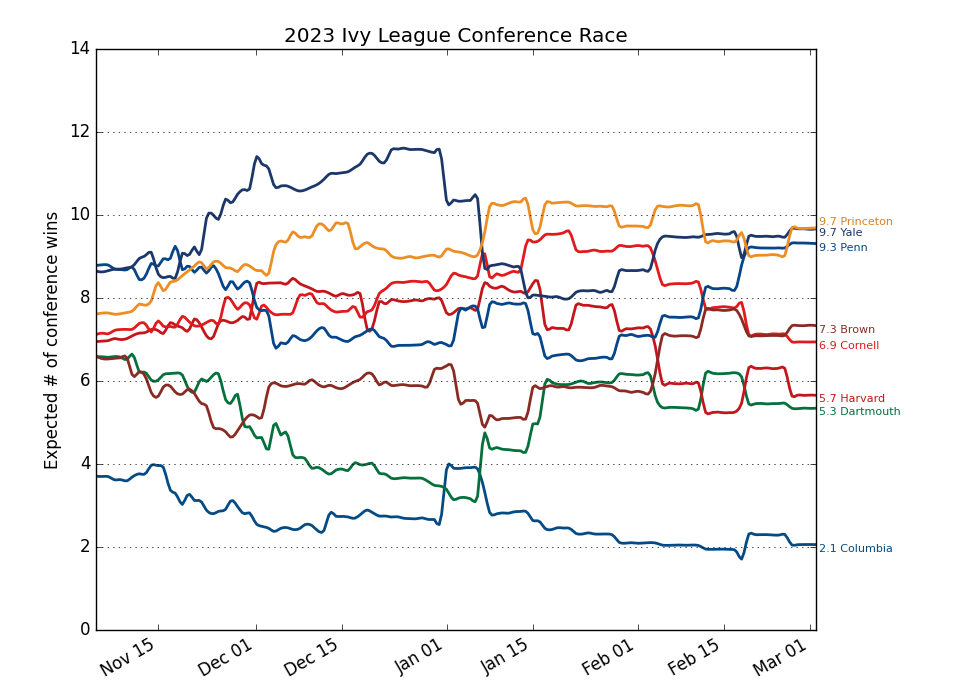 2023 Ivy League Conference Race
Expected # of conference wins
14
12
10
8
6
4
2
0
9.7 Princeton
9.7 Yale
9.3 Penn
7.3 Brown
6.9 Cornell
5.7 Harvard
5.3 Dartmouth
2.1 Columbia
Nov 15
Dec 01
Dec 15
Jan 01
Jan 15
Feb 01
Feb 15
Mar 01